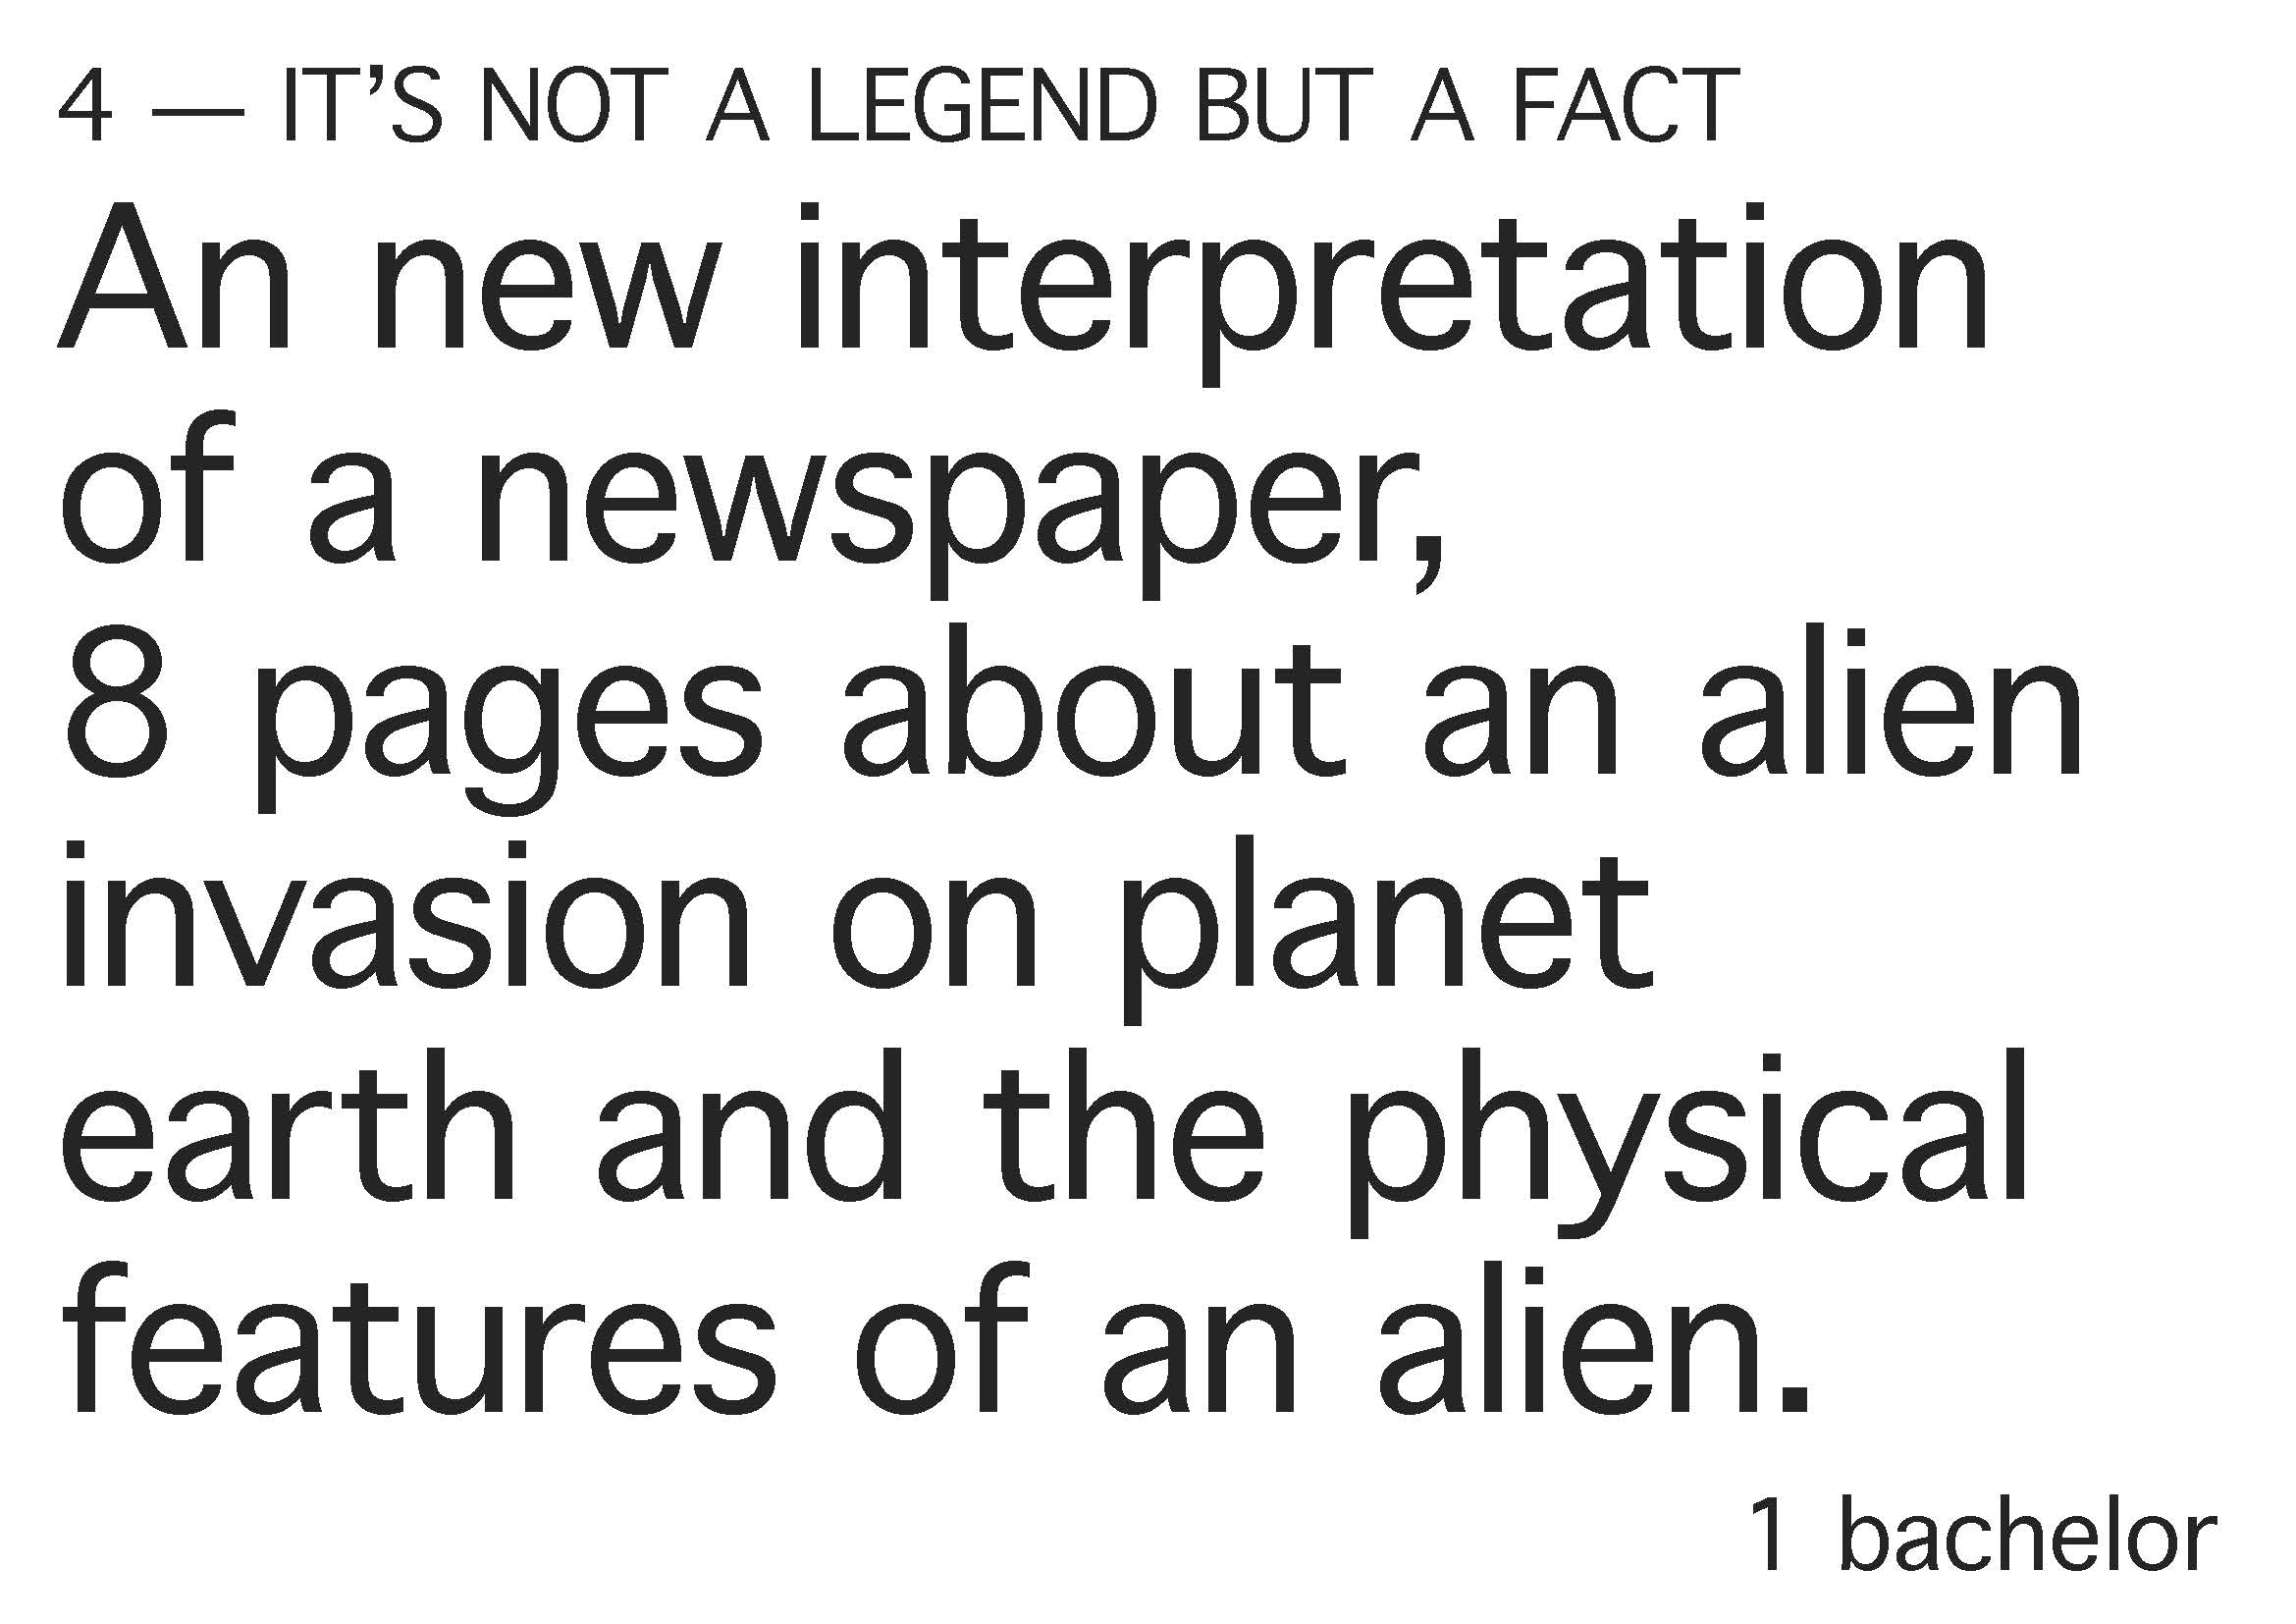 4 — IT’S NOT A LEGEND BUT A FACT
An new interpretation
of a newspaper,
8 pages about an alien
invasion on planet
earth and the physical
features of an alien.
1 bachelor